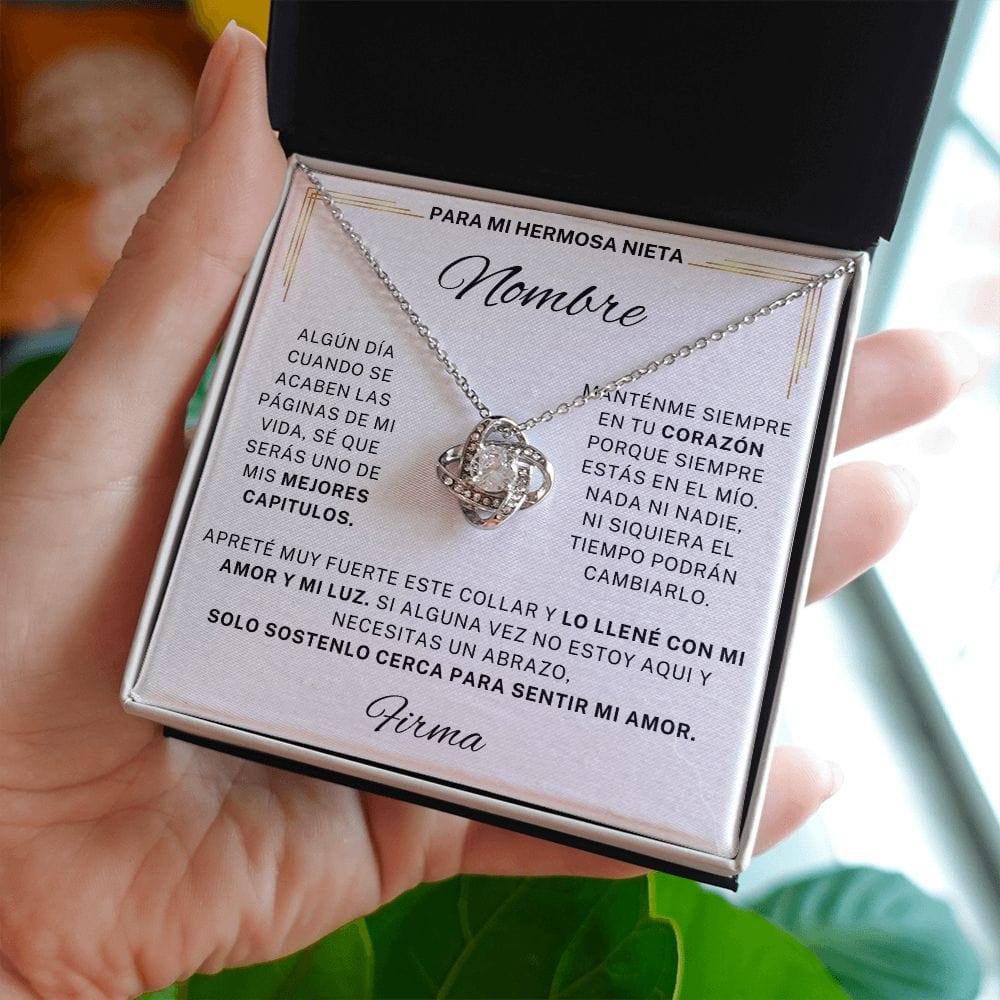 PARA MI HERMOSA NIETA
Nombre
ALGÚN DÍA
CUANDO SE
ACABEN LAS
PÁGINAS DE MI
VIDA, SÉ QUE
SERÁS UNO DE
MIS MEJORES
CAPITULOS.
MANTÉNME SIEMPRE
EN TU CORAZÓN
PORQUE SIEMPRE
ESTÁS EN EL MÍO.
NADA NI NADIE,
NI SIQUIERA EL
TIEMPO PODRÁN
CAMBIARLO.
APRETÉ MUY FUERTE ESTE COLLAR Y LO LLENÉ CON MI
AMOR Y MI LUZ. SI ALGUNA VEZ NO ESTOY AQUI Y
NECESITAS UN ABRAZO,
SOLO SOSTENLO CERCA PARA SENTIR MI AMOR.
Firma